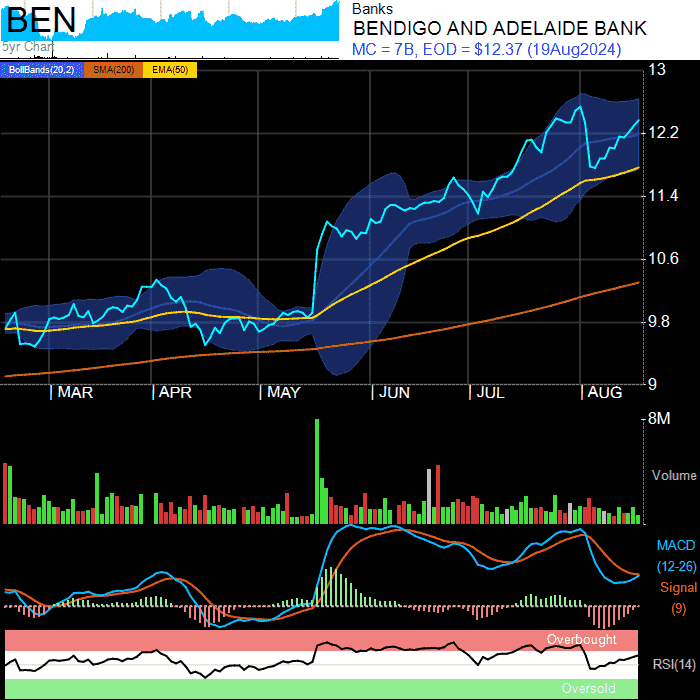 BEN
5yr Chart
Banks
BENDIGO AND ADELAIDE BANK
MC = 7B, EOD = $12.37 (19Aug2024)
BollBands(20,2) SMA(200) EMA(50)
13
12.2
11.4
10.6
9.8
9
MAR APR MAY JUN JUL AUG
8M
Volume
MACD
(12-26)
Signal
(9)
Overbought
RSI(14)
Oversold